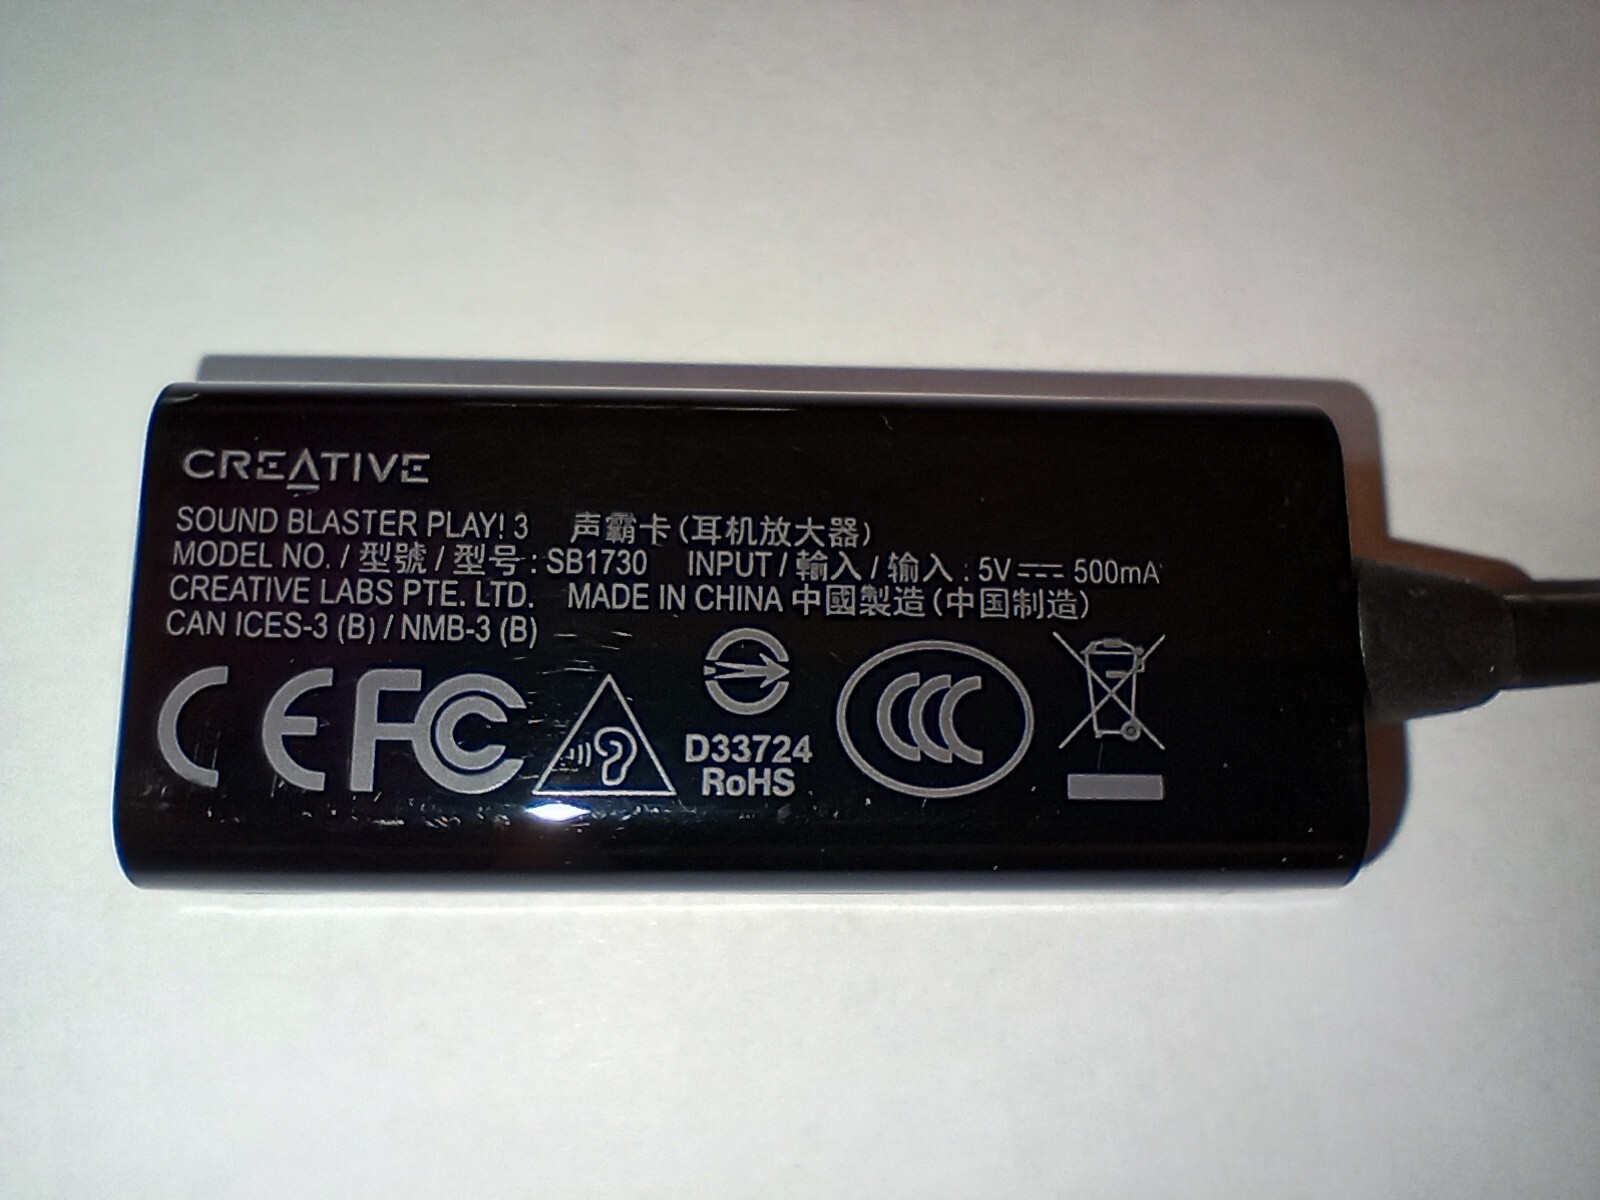 CREATIVE
SOUND BLASTER PLAY! 3 声霸卡 (耳机放大器)
MODEL NO. / 型號 / 型号 : SB1730 INPUT / 輸入 / 输入 : 5V ⎓ 500mA
CREATIVE LABS PTE. LTD. MADE IN CHINA 中國製造 (中国制造)
CAN ICES-3 (B) / NMB-3 (B)
CE FC CCC
D33724
RoHS